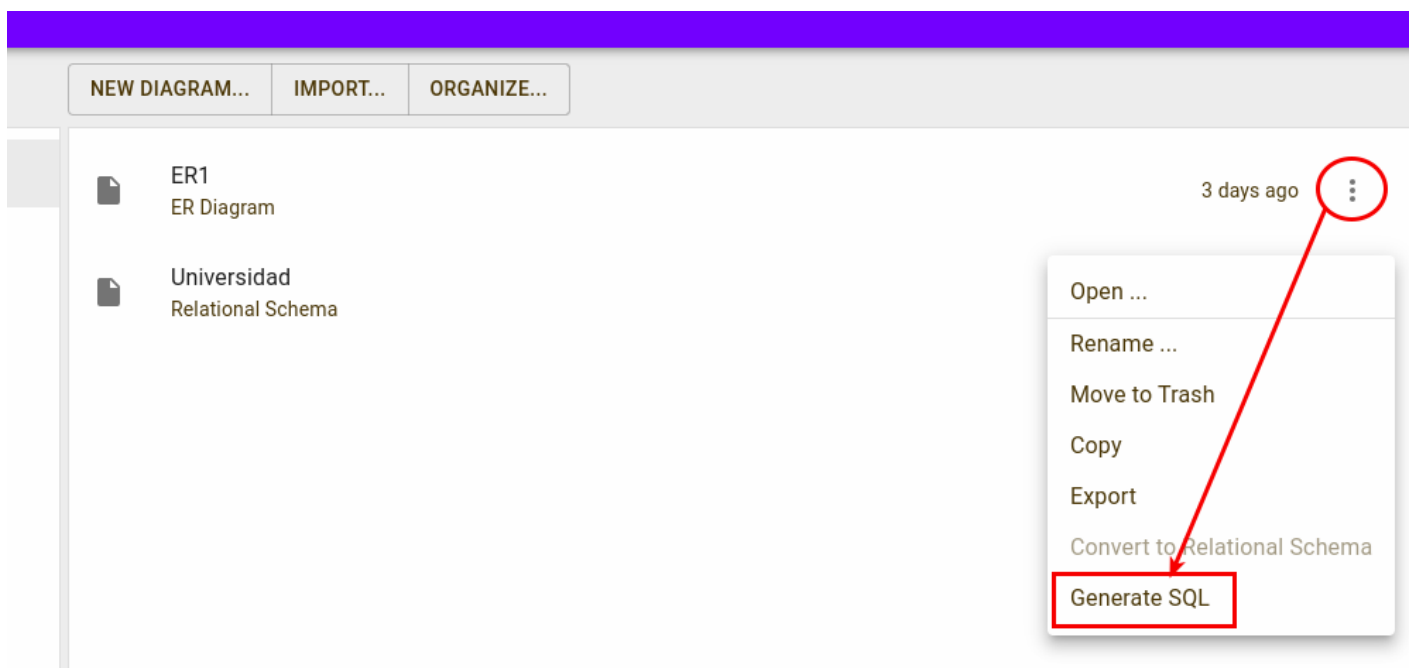 NEW DIAGRAM...
IMPORT...
ORGANIZE...
ER1
ER Diagram
3 days ago
Universidad
Relational Schema
Open ...
Rename ...
Move to Trash
Copy
Export
Convert to Relational Schema
Generate SQL